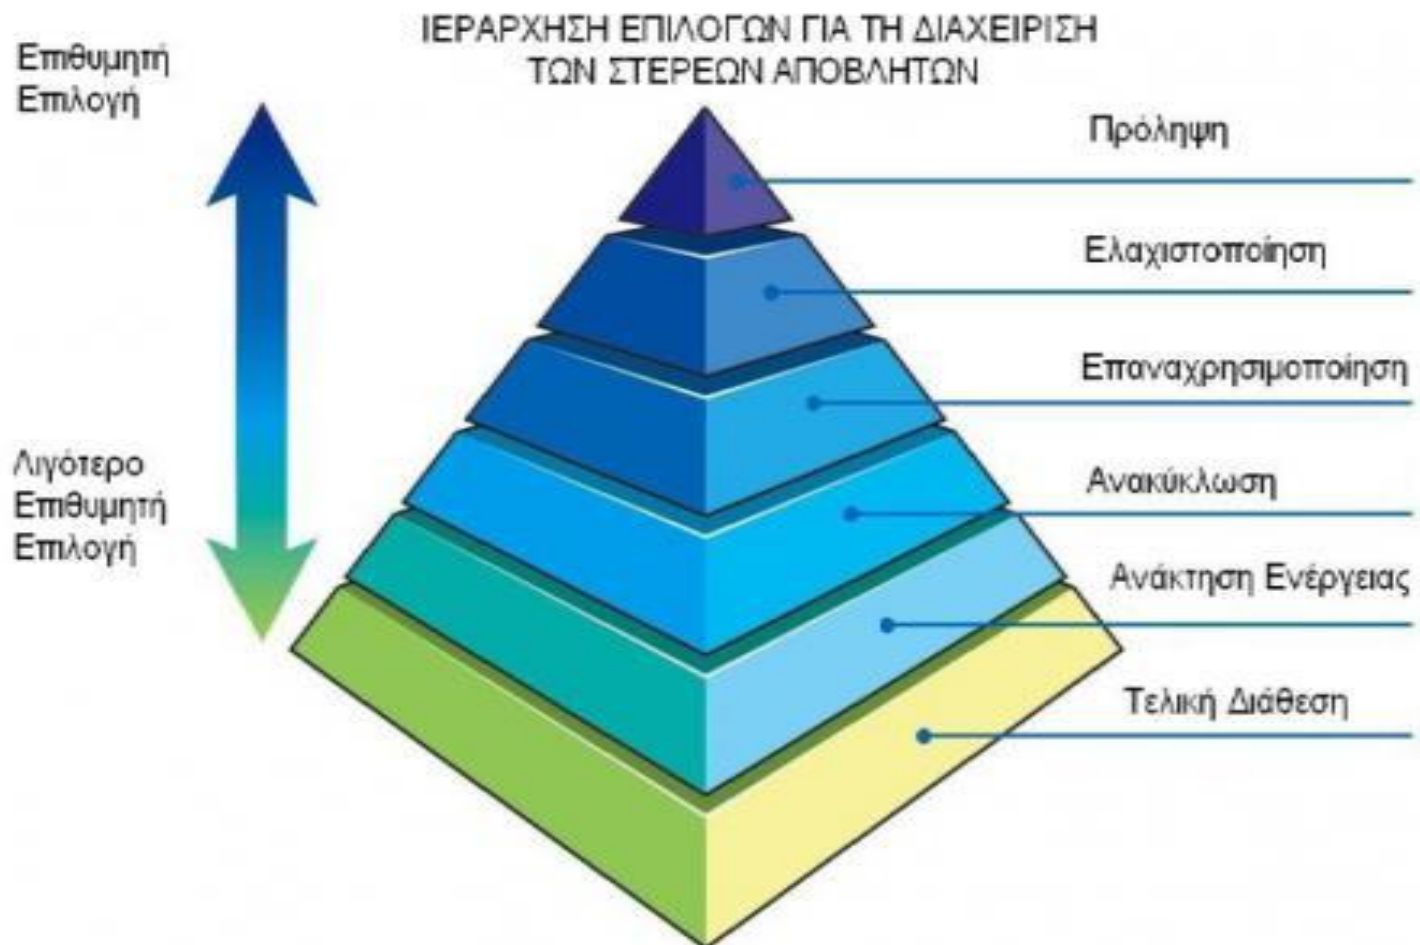 ΙΕΡΑΡΧΗΣΗ ΕΠΙΛΟΓΩΝ ΓΙΑ ΤΗ ΔΙΑΧΕΙΡΙΣΗ
ΤΩΝ ΣΤΕΡΕΩΝ ΑΠΟΒΛΗΤΩΝ
Επιθυμητή
Επιλογή
Πρόληψη
Ελαχιστοποίηση
Επαναχρησιμοποίηση
Λιγότερο
Επιθυμητή
Επιλογή
Ανακύκλωση
Ανάκτηση Ενέργειας
Τελική Διάθεση